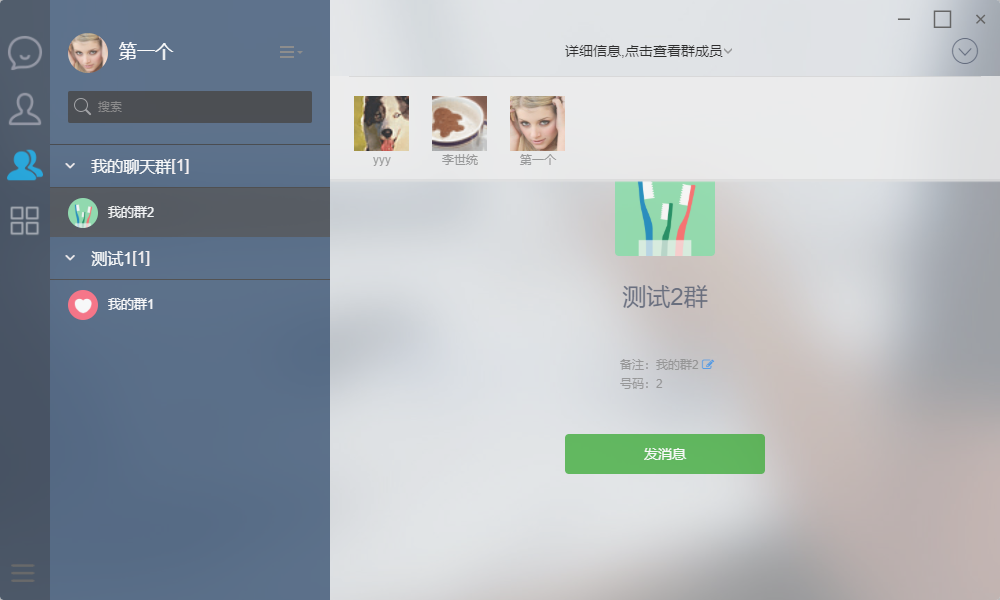 第一个
搜索
我的聊天群[1]
我的群2
测试1[1]
我的群1
详细信息,点击查看群成员
yyy
李世统
第一个
测试2群
备注：我的群2
号码：2
发消息